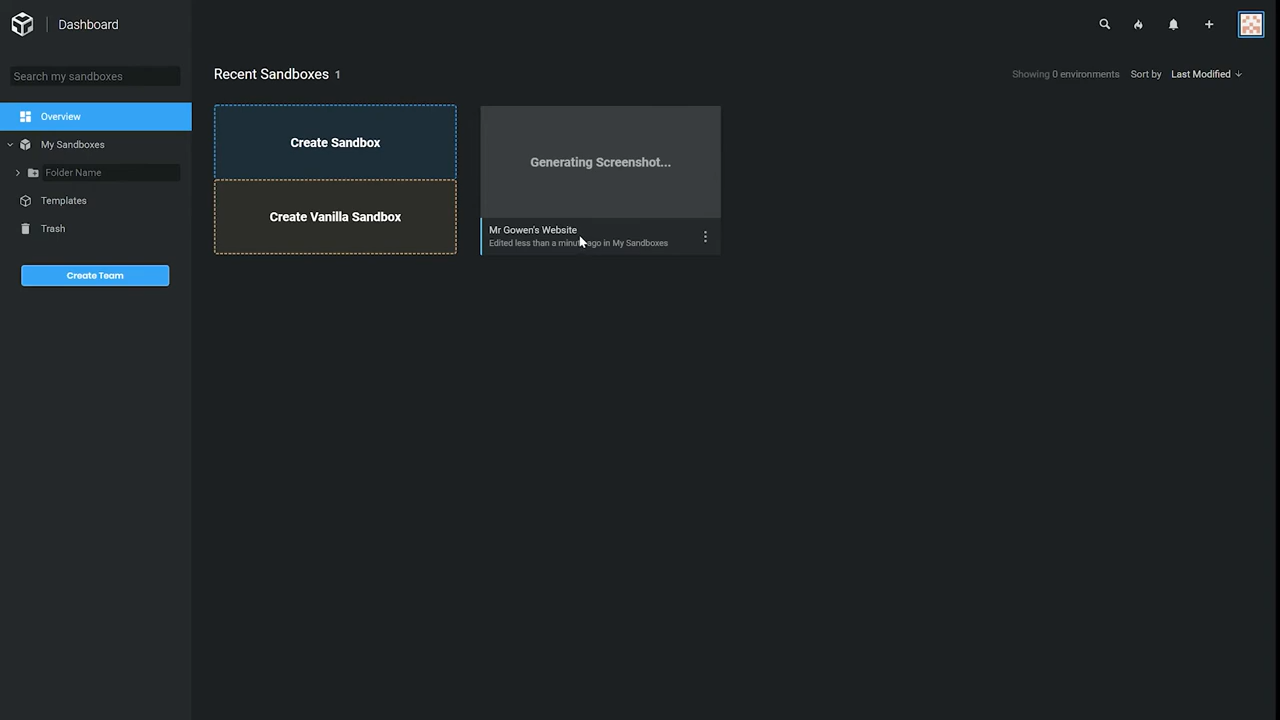 Dashboard
Search my sandboxes
Overview
My Sandboxes
Folder Name
Templates
Trash
Create Team
Recent Sandboxes 1
Showing 0 environments Sort by Last Modified
Create Sandbox
Create Vanilla Sandbox
Generating Screenshot...
Mr Gowen's Website
Edited less than a minute ago in My Sandboxes